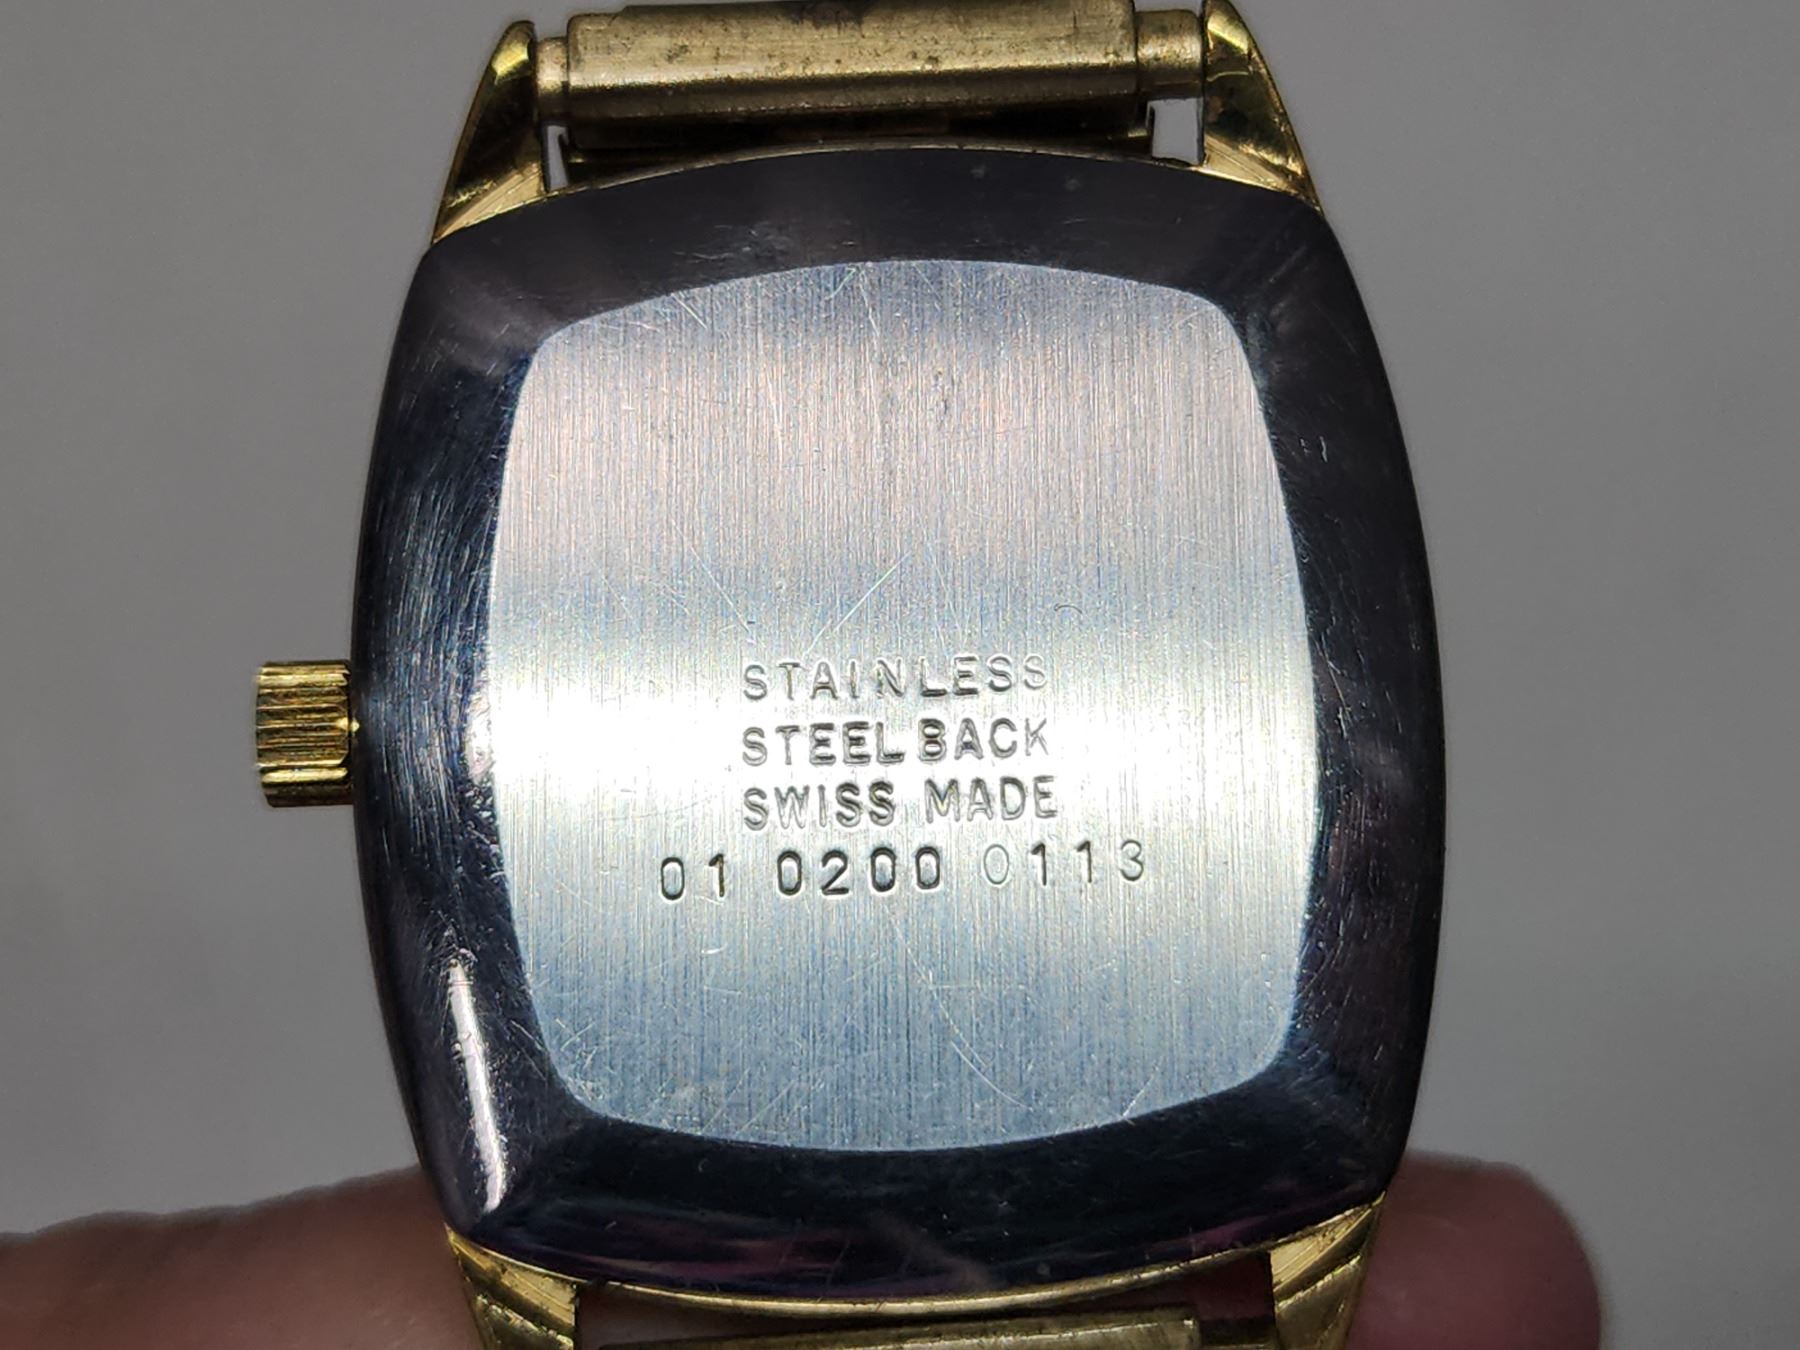 STAINLESS
STEEL BACK
SWISS MADE
01 0200 0113